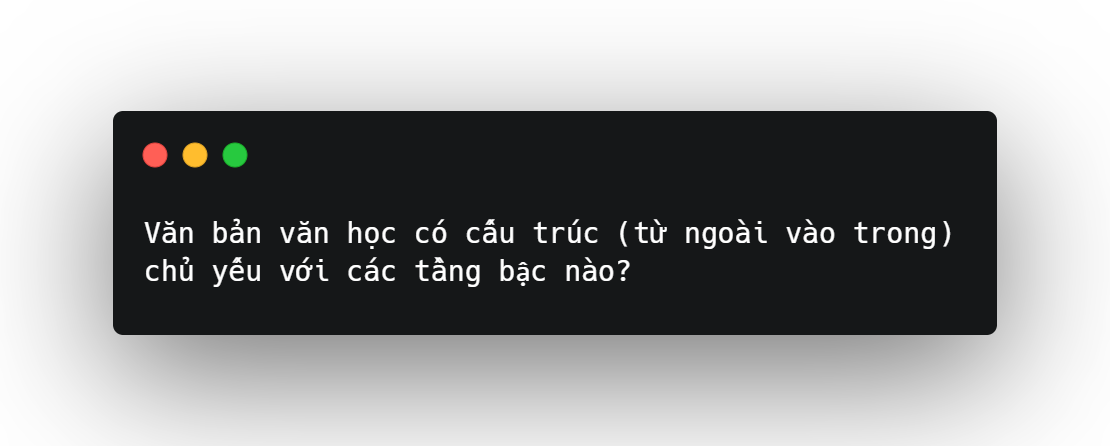 Văn bản văn học có cấu trúc (từ ngoài vào trong)
chủ yếu với các tầng bậc nào?